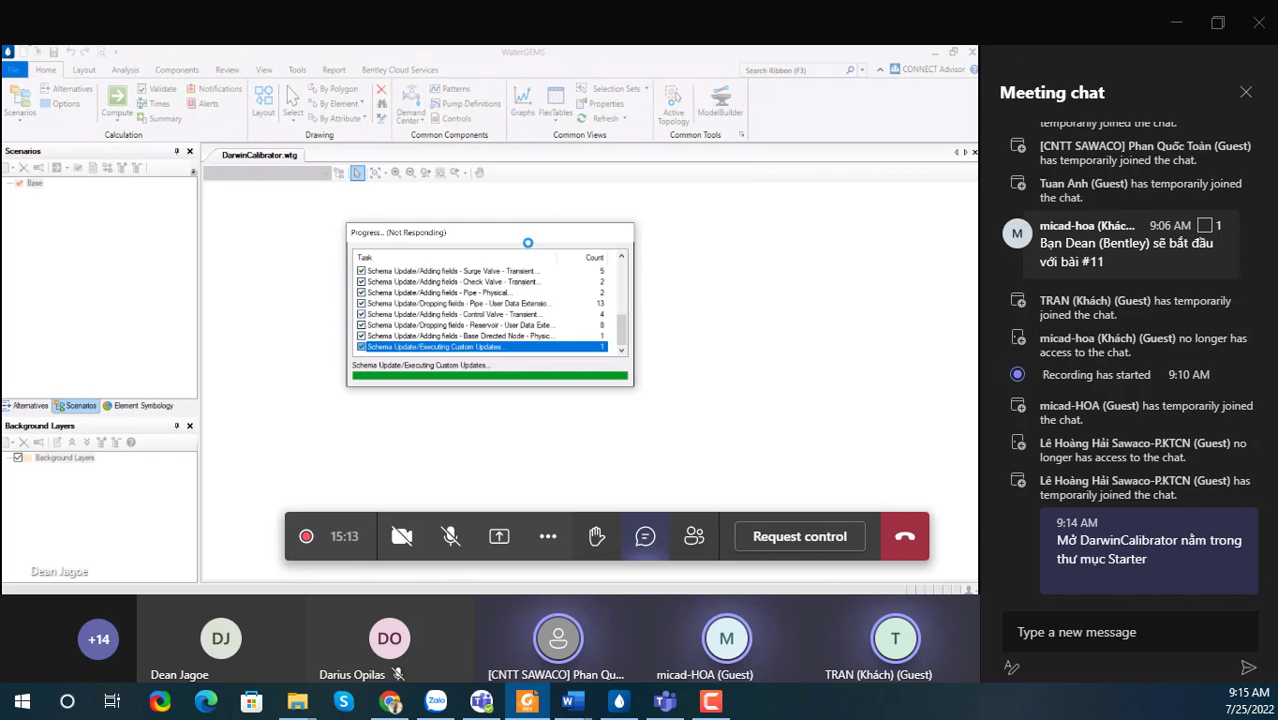 WaterGEMS
File Home Layout Analysis Components Review View Tools Report Bentley Cloud Services Search Ribbon (F3) CONNECT Advisor
Scenarios
Alternatives
Options
Compute
Validate
Times
Summary
Notifications
Alerts
Calculation
Layout
Select
By Polygon
By Element
By Attribute
Drawing
Demand Center
Patterns
Pump Definitions
Controls
Common Components
Graphs
FlexTables
Selection Sets
Properties
Refresh
Common Views
Active Topology
ModelBuilder
Common Tools
Scenarios
Base
DarwinCalibrator.wtg
Progress... (Not Responding)
Task Count
Schema Update/Adding fields - Surge Valve - Transient... 5
Schema Update/Adding fields - Check Valve - Transient... 2
Schema Update/Adding fields - Pipe - Physical... 2
Schema Update/Dropping fields - Pipe - User Data Extensio... 13
Schema Update/Adding fields - Control Valve - Transient... 4
Schema Update/Dropping fields - Reservoir - User Data Exte... 8
Schema Update/Adding fields - Base Directed Node - Physic... 1
Schema Update/Executing Custom Updates... 1
Schema Update/Executing Custom Updates...
Alternatives Scenarios Element Symbology
Background Layers
Background Layers
15:13
Request control
Dean Jagoe
+14
DJ
Dean Jagoe
DO
Darius Opilas
[CNTT SAWACO] Phan Qu...
M
micad-HOA (Guest)
T
TRAN (Khách) (Guest)
Meeting chat
temporarily joined the chat.
[CNTT SAWACO] Phan Quốc Toàn (Guest)
has temporarily joined the chat.
Tuan Anh (Guest) has temporarily
joined the chat.
M
micad-hoa (Khác... 9:06 AM 1
Bạn Dean (Bentley) sẽ bắt đầu
với bài #11
TRAN (Khách) (Guest) has temporarily
joined the chat.
micad-hoa (Khách) (Guest) no longer has
access to the chat.
Recording has started 9:10 AM
micad-HOA (Guest) has temporarily joined
the chat.
Lê Hoàng Hải Sawaco-P.KTCN (Guest) no
longer has access to the chat.
Lê Hoàng Hải Sawaco-P.KTCN (Guest) has
temporarily joined the chat.
9:14 AM
Mở DarwinCalibrator nằm trong
thư mục Starter
Type a new message
Zalo
9:15 AM
7/25/2022